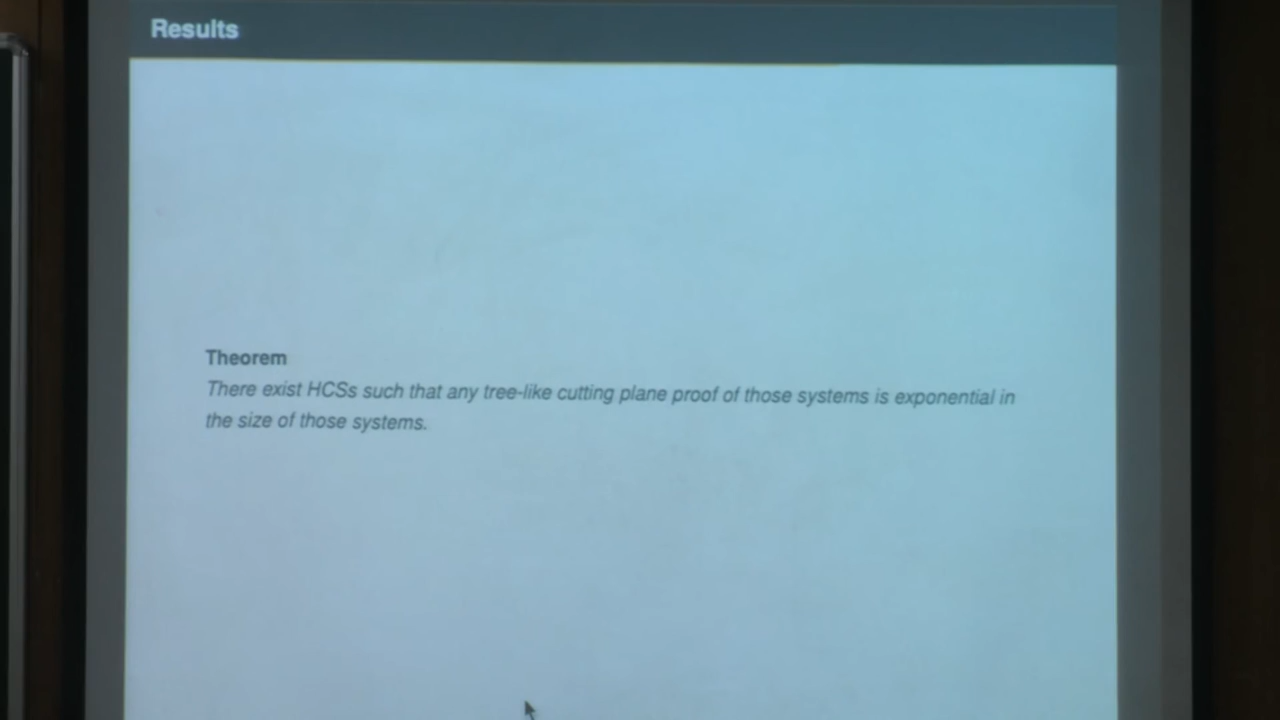 Results
Theorem
There exist HCSs such that any tree-like cutting plane proof of those systems is exponential in
the size of those systems.